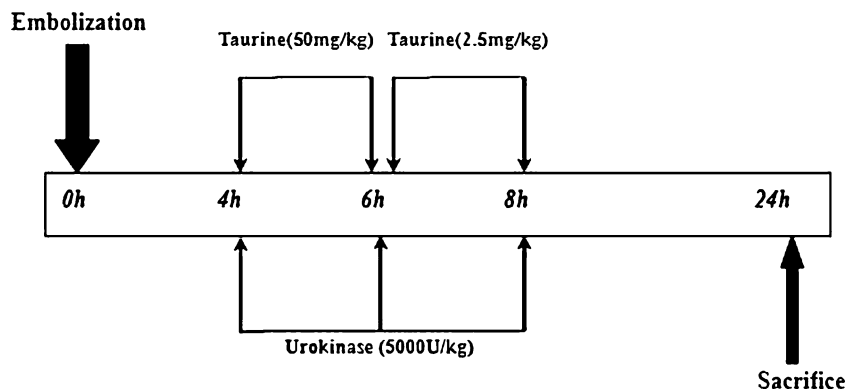 Embolization
Taurine(50mg/kg) Taurine(2.5mg/kg)
0h 4h 6h 8h 24h
Urokinase (5000U/kg)
Sacrifice